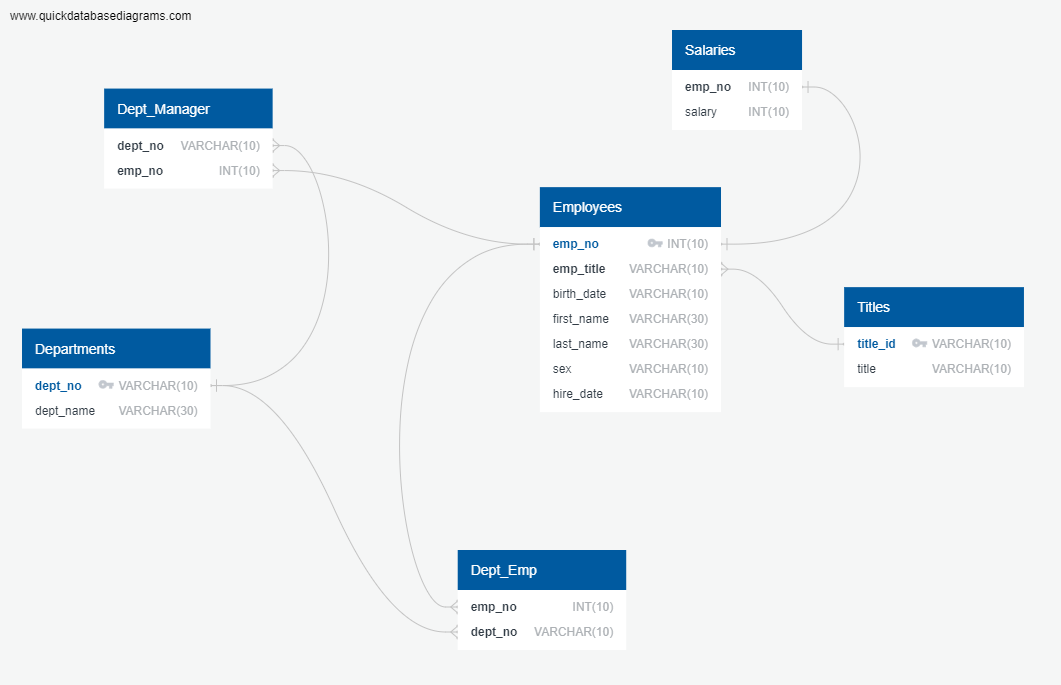 www.quickdatabasediagrams.com
Salaries
emp_no INT(10)
salary INT(10)
Dept_Manager
dept_no VARCHAR(10)
emp_no INT(10)
Employees
emp_no INT(10)
emp_title VARCHAR(10)
birth_date VARCHAR(10)
first_name VARCHAR(30)
last_name VARCHAR(30)
sex VARCHAR(10)
hire_date VARCHAR(10)
Titles
title_id VARCHAR(10)
title VARCHAR(10)
Departments
dept_no VARCHAR(10)
dept_name VARCHAR(30)
Dept_Emp
emp_no INT(10)
dept_no VARCHAR(10)